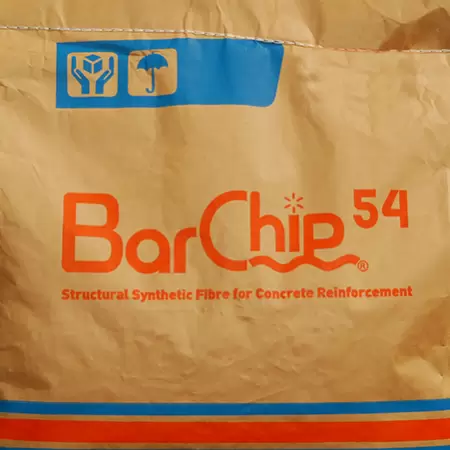 BarChip 54 ®
Structural Synthetic Fibre for Concrete Reinforcement